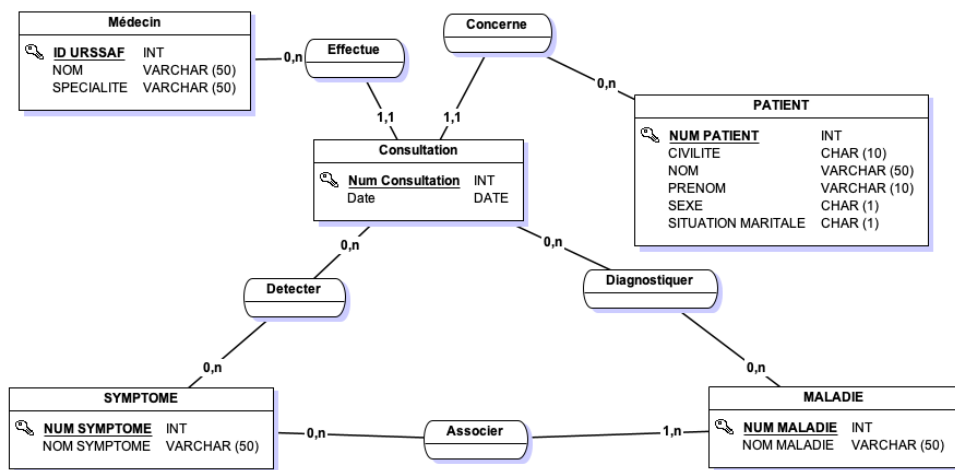 Médecin
ID URSSAF INT
NOM VARCHAR (50)
SPECIALITE VARCHAR (50)
0,n
Effectue
1,1
Concerne
0,n
1,1
PATIENT
NUM PATIENT INT
CIVILITE CHAR (10)
NOM VARCHAR (50)
PRENOM VARCHAR (10)
SEXE CHAR (1)
SITUATION MARITALE CHAR (1)
Consultation
Num Consultation INT
Date DATE
0,n
0,n
Detecter
Diagnostiquer
0,n
0,n
SYMPTOME
NUM SYMPTOME INT
NOM SYMPTOME VARCHAR (50)
0,n
Associer
1,n
MALADIE
NUM MALADIE INT
NOM MALADIE VARCHAR (50)